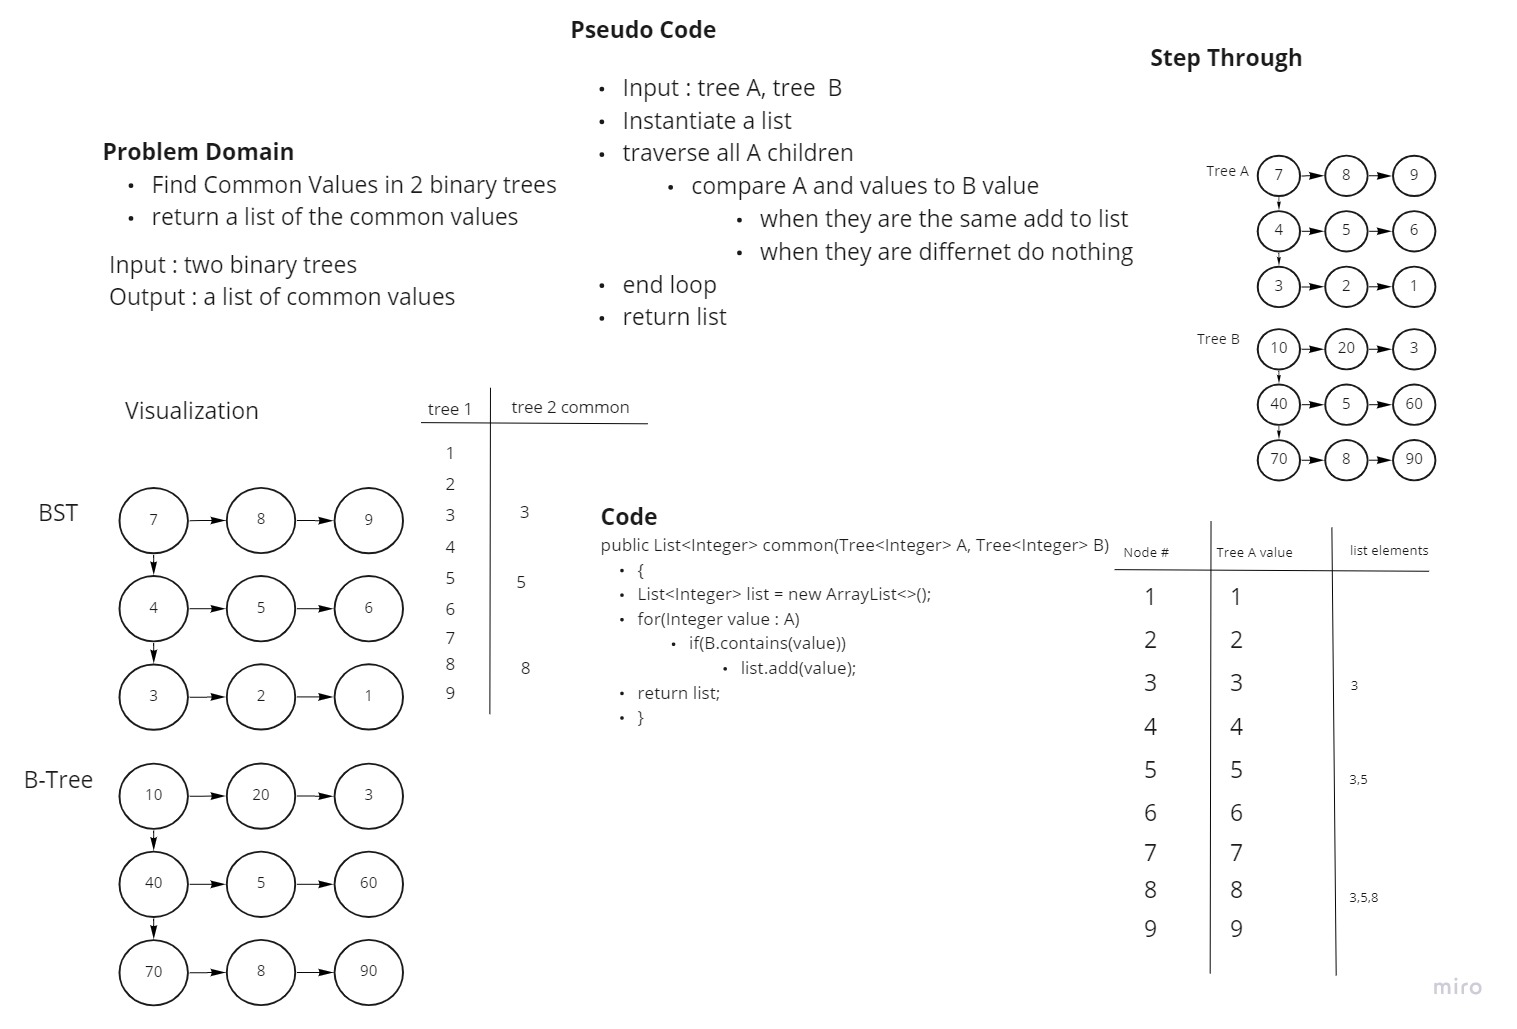 Pseudo Code
• Input : tree A, tree B
• Instantiate a list
• traverse all A children
• compare A and values to B value
• when they are the same add to list
• when they are differnet do nothing
• end loop
• return list
Problem Domain
• Find Common Values in 2 binary trees
• return a list of the common values
Input : two binary trees
Output : a list of common values
Step Through
Tree A 7 8 9
4 5 6
3 2 1
Tree B 10 20 3
40 5 60
70 8 90
Visualization
BST 7 8 9
4 5 6
3 2 1
B-Tree 10 20 3
40 5 60
70 8 90
tree 1 tree 2 common
1
2
3 3
4
5 5
6
7
8 8
9
Code
public List<Integer> common(Tree<Integer> A, Tree<Integer> B)
• {
• List<Integer> list = new ArrayList<>();
• for(Integer value : A)
• if(B.contains(value))
• list.add(value);
• return list;
• }
Node # Tree A value list elements
1 1
2 2
3 3 3
4 4
5 5 3,5
6 6
7 7
8 8 3,5,8
9 9
miro